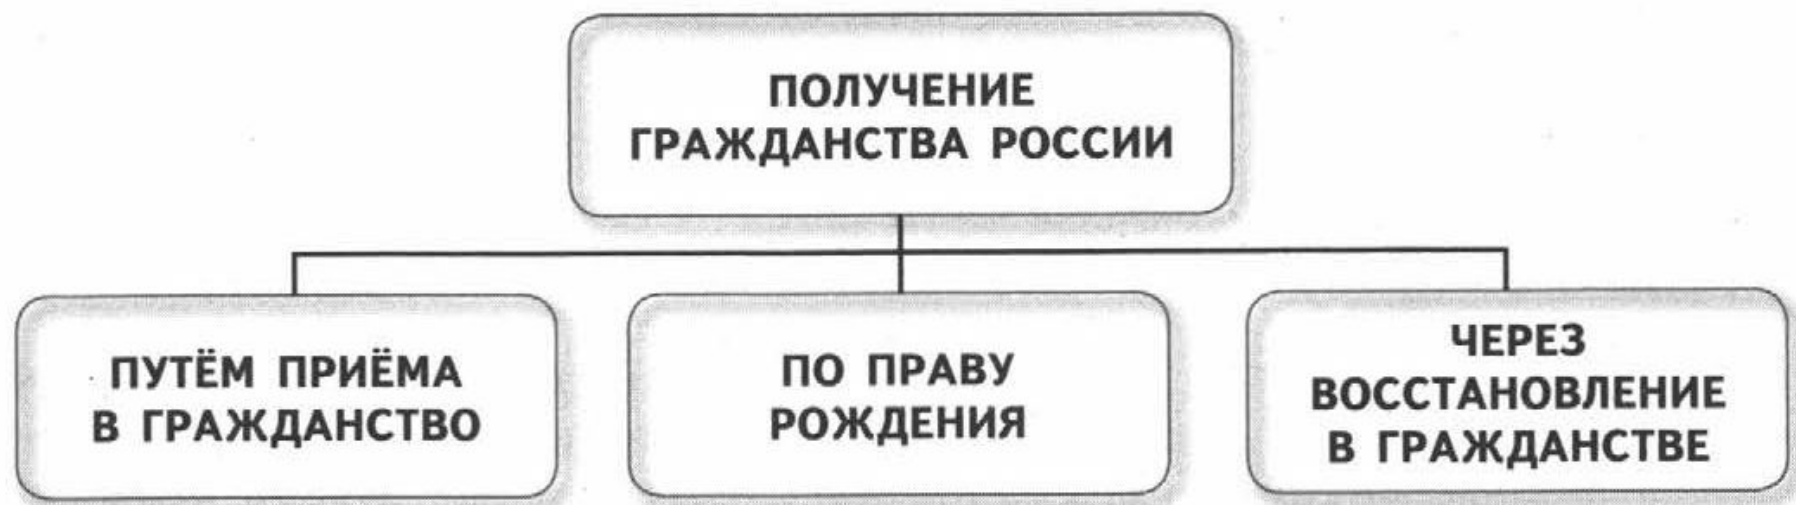 ПОЛУЧЕНИЕ
ГРАЖДАНСТВА РОССИИ
ПУТЁМ ПРИЁМА
В ГРАЖДАНСТВО
ПО ПРАВУ
РОЖДЕНИЯ
ЧЕРЕЗ
ВОССТАНОВЛЕНИЕ
В ГРАЖДАНСТВЕ